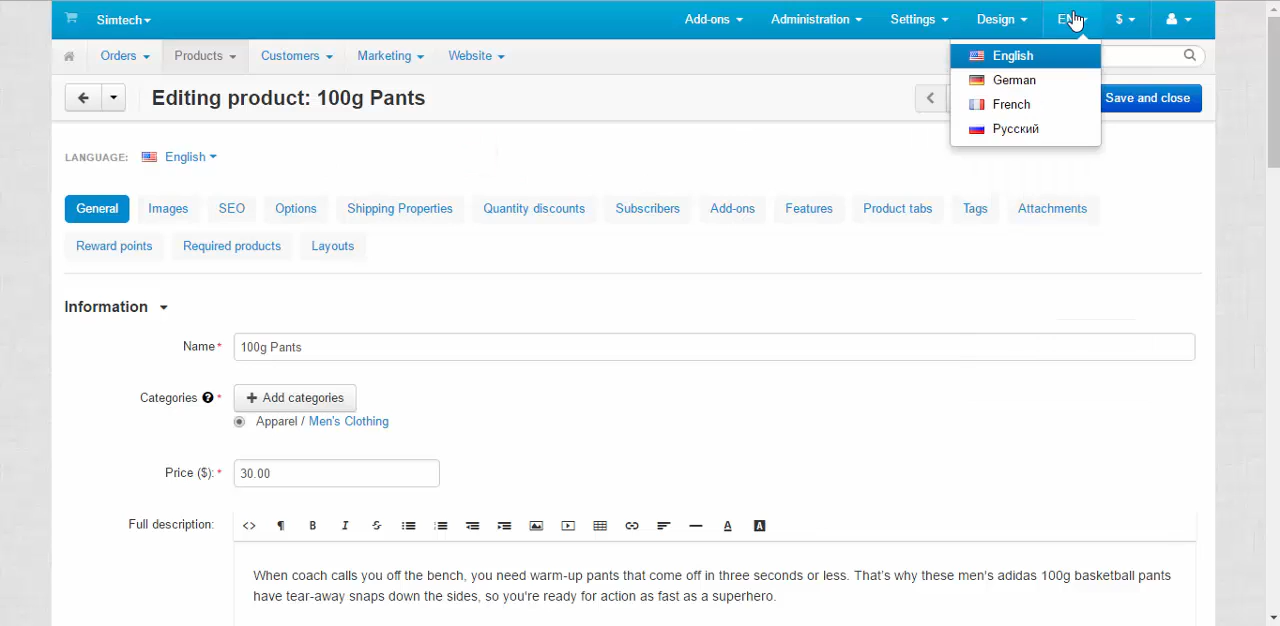 Simtech
Add-ons
Administration
Settings
Design
$
Orders
Products
Customers
Marketing
Website
English
German
French
Русский
Editing product: 100g Pants
Save and close
LANGUAGE:
English
General
Images
SEO
Options
Shipping Properties
Quantity discounts
Subscribers
Add-ons
Features
Product tabs
Tags
Attachments
Reward points
Required products
Layouts
Information
Name*
100g Pants
Categories ? *
+ Add categories
Apparel / Men's Clothing
Price ($): *
30.00
Full description:
When coach calls you off the bench, you need warm-up pants that come off in three seconds or less. That's why these men's adidas 100g basketball pants
have tear-away snaps down the sides, so you're ready for action as fast as a superhero.